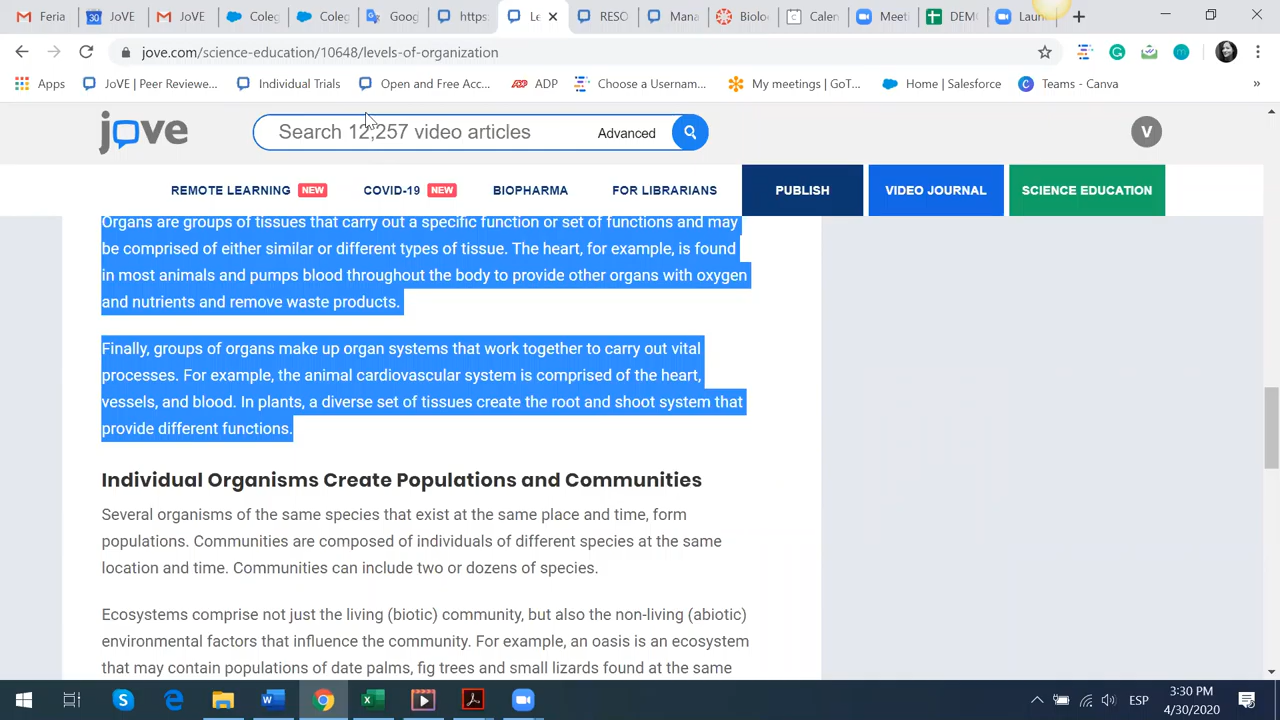 Feria
JoVE
JoVE
Coleg
Coleg
Goog
https:
Le
RESO
Mana
Biolo
Calen
Meeti
DEM
Laun
jove.com/science-education/10648/levels-of-organization
Apps
JoVE | Peer Reviewe...
Individual Trials
Open and Free Acc...
ADP
Choose a Usernam...
My meetings | GoT...
Home | Salesforce
Teams - Canva
»
jove
Search 12,257 video articles
Advanced
V
REMOTE LEARNING NEW
COVID-19 NEW
BIOPHARMA
FOR LIBRARIANS
PUBLISH
VIDEO JOURNAL
SCIENCE EDUCATION
Organs are groups of tissues that carry out a specific function or set of functions and may
be comprised of either similar or different types of tissue. The heart, for example, is found
in most animals and pumps blood throughout the body to provide other organs with oxygen
and nutrients and remove waste products.
Finally, groups of organs make up organ systems that work together to carry out vital
processes. For example, the animal cardiovascular system is comprised of the heart,
vessels, and blood. In plants, a diverse set of tissues create the root and shoot system that
provide different functions.
Individual Organisms Create Populations and Communities
Several organisms of the same species that exist at the same place and time, form
populations. Communities are composed of individuals of different species at the same
location and time. Communities can include two or dozens of species.
Ecosystems comprise not just the living (biotic) community, but also the non-living (abiotic)
environmental factors that influence the community. For example, an oasis is an ecosystem
that may contain populations of date palms, fig trees and small lizards found at the same
ESP
3:30 PM
4/30/2020